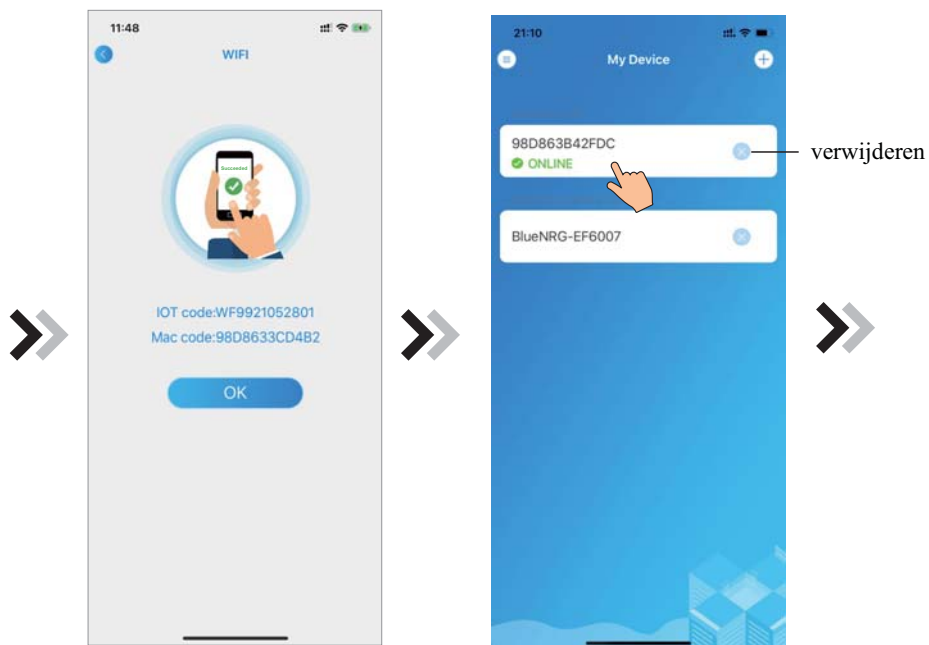 11:48
WIFI
Succeeded
IOT code:WF9921052801
Mac code:98D8633CD4B2
OK
21:10
My Device
98D863B42FDC
ONLINE
verwijderen
BlueNRG-EF6007